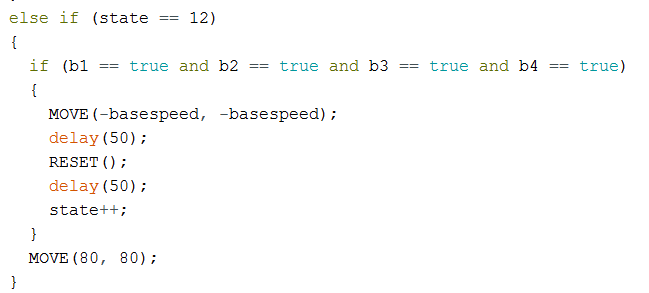 else if (state == 12)
{
if (b1 == true and b2 == true and b3 == true and b4 == true)
{
MOVE(-basespeed, -basespeed);
delay(50);
RESET();
delay(50);
state++;
}
MOVE(80, 80);
}